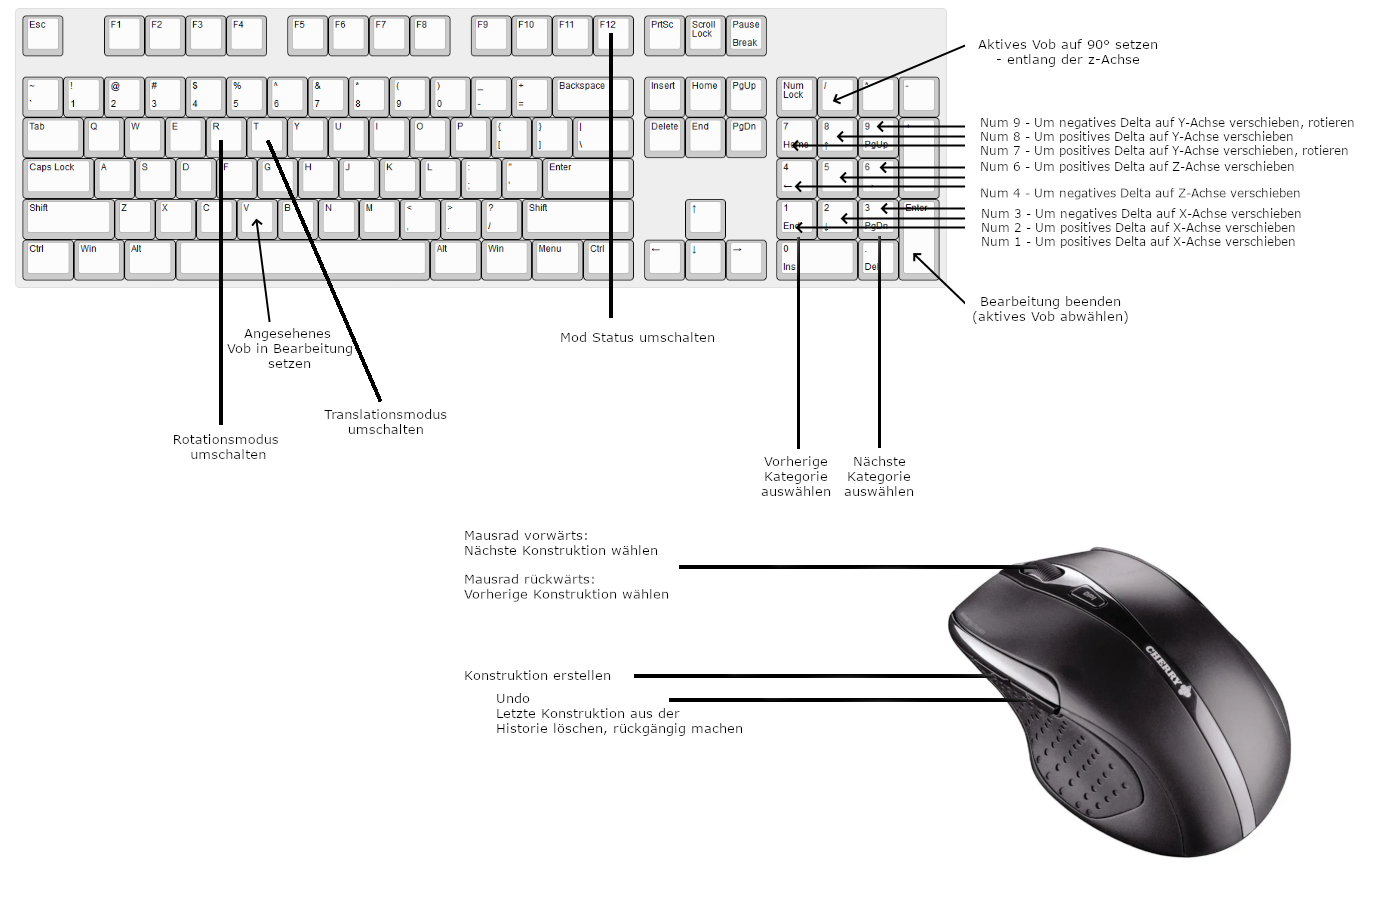 Esc F1 F2 F3 F4 F5 F6 F7 F8 F9 F10 F11 F12 PrtSc Scroll Lock Pause Break
~ ` ! 1 @ 2 # 3 $ 4 % 5 ^ 6 & 7 * 8 ( 9 ) 0 _ - + = Backspace Insert Home PgUp Num Lock / * -
Tab Q W E R T Y U I O P { [ } ] | \ Delete End PgDn 7 Home 8 ↑ 9 PgUp +
Caps Lock A S D F G H J K L : ; " ' Enter 4 ← 5 6 →
Shift Z X C V B N M < , > . ? / Shift ↑ 1 End 2 ↓ 3 PgDn Enter
Ctrl Win Alt Alt Win Menu Ctrl ← ↓ → 0 Ins . Del
Aktives Vob auf 90° setzen
- entlang der z-Achse
Num 9 - Um negatives Delta auf Y-Achse verschieben, rotieren
Num 8 - Um positives Delta auf Y-Achse verschieben
Num 7 - Um positives Delta auf Y-Achse verschieben, rotieren
Num 6 - Um positives Delta auf Z-Achse verschieben
Num 4 - Um negatives Delta auf Z-Achse verschieben
Num 3 - Um negatives Delta auf X-Achse verschieben
Num 2 - Um positives Delta auf X-Achse verschieben
Num 1 - Um positives Delta auf X-Achse verschieben
Bearbeitung beenden
(aktives Vob abwählen)
Angesehenes
Vob in Bearbeitung
setzen
Mod Status umschalten
Translationsmodus
umschalten
Rotationsmodus
umschalten
Vorherige
Kategorie
auswählen
Nächste
Kategorie
auswählen
Mausrad vorwärts:
Nächste Konstruktion wählen
Mausrad rückwärts:
Vorherige Konstruktion wählen
Konstruktion erstellen
Undo
Letzte Konstruktion aus der
Historie löschen, rückgängig machen
DPI
CHERRY